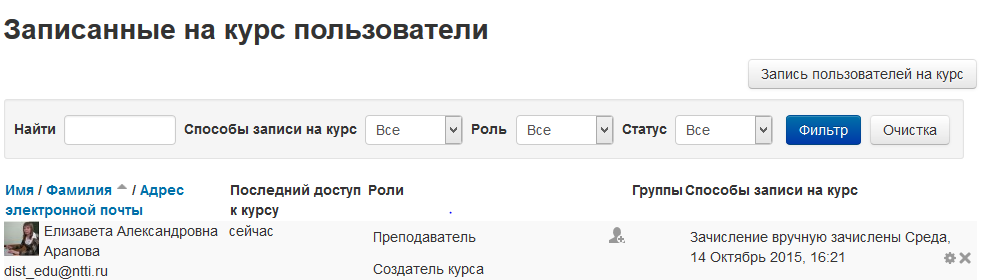 Записанные на курс пользователи
Запись пользователей на курс
Найти Способы записи на курс Все Роль Все Статус Все Фильтр Очистка
Имя / Фамилия / Адрес электронной почты
Последний доступ к курсу
Роли
Группы
Способы записи на курс
Елизавета Александровна
Арапова
dist_edu@ntti.ru
сейчас
Преподаватель
Создатель курса
Зачисление вручную зачислены Среда,
14 Октябрь 2015, 16:21